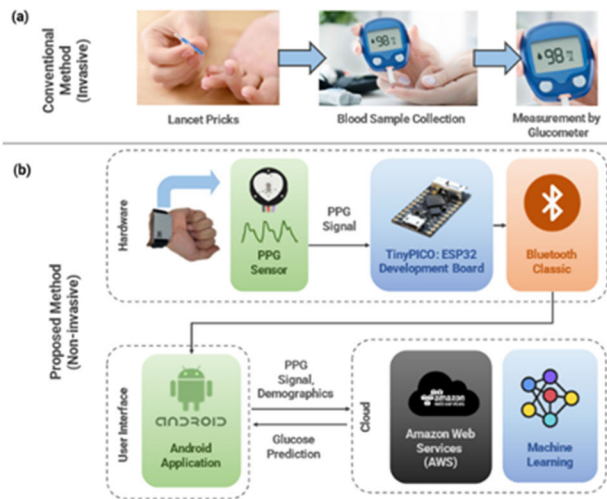 (a)
Conventional
Method
(Invasive)
98
98
Lancet Pricks
Blood Sample Collection
Measurement by
Glucometer
(b)
Proposed Method
(Non-invasive)
Hardware
PPG
Sensor
PPG
Signal
TinyPICO: ESP32
Development Board
Bluetooth
Classic
User Interface
ANDROID
Android
Application
PPG
Signal,
Demographics
Glucose
Prediction
Cloud
amazon
Amazon Web
Services
(AWS)
Machine
Learning